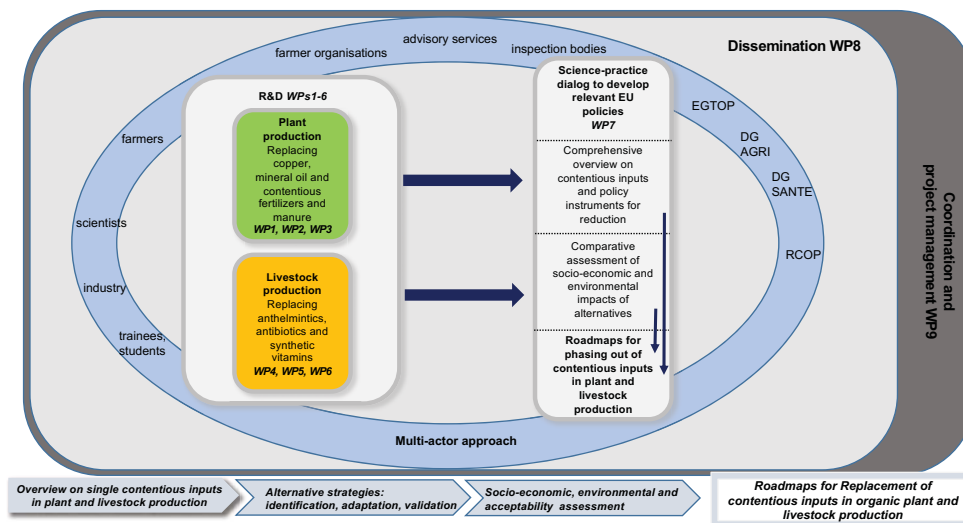 advisory services
farmer organisations
inspection bodies
Dissemination WP8
farmers
scientists
industry
trainees,
students
R&D WPs1-6
Plant
production
Replacing
copper,
mineral oil and
contentious
fertilizers and
manure
WP1, WP2, WP3
Livestock
production
Replacing
anthelmintics,
antibiotics and
synthetic
vitamins
WP4, WP5, WP6
Science-practice
dialog to develop
relevant EU
policies
WP7
Comprehensive
overview on
contentious inputs
and policy
instruments for
reduction
Comparative
assessment of
socio-economic and
environmental
impacts of
alternatives
Roadmaps for
phasing out of
contentious inputs
in plant and
livestock
production
EGTOP
DG
AGRI
DG
SANTE
RCOP
Coordination and
project management WP9
Multi-actor approach
Overview on single contentious inputs
in plant and livestock production
Alternative strategies:
identification, adaptation, validation
Socio-economic, environmental and
acceptability assessment
Roadmaps for Replacement of
contentious inputs in organic plant and
livestock production